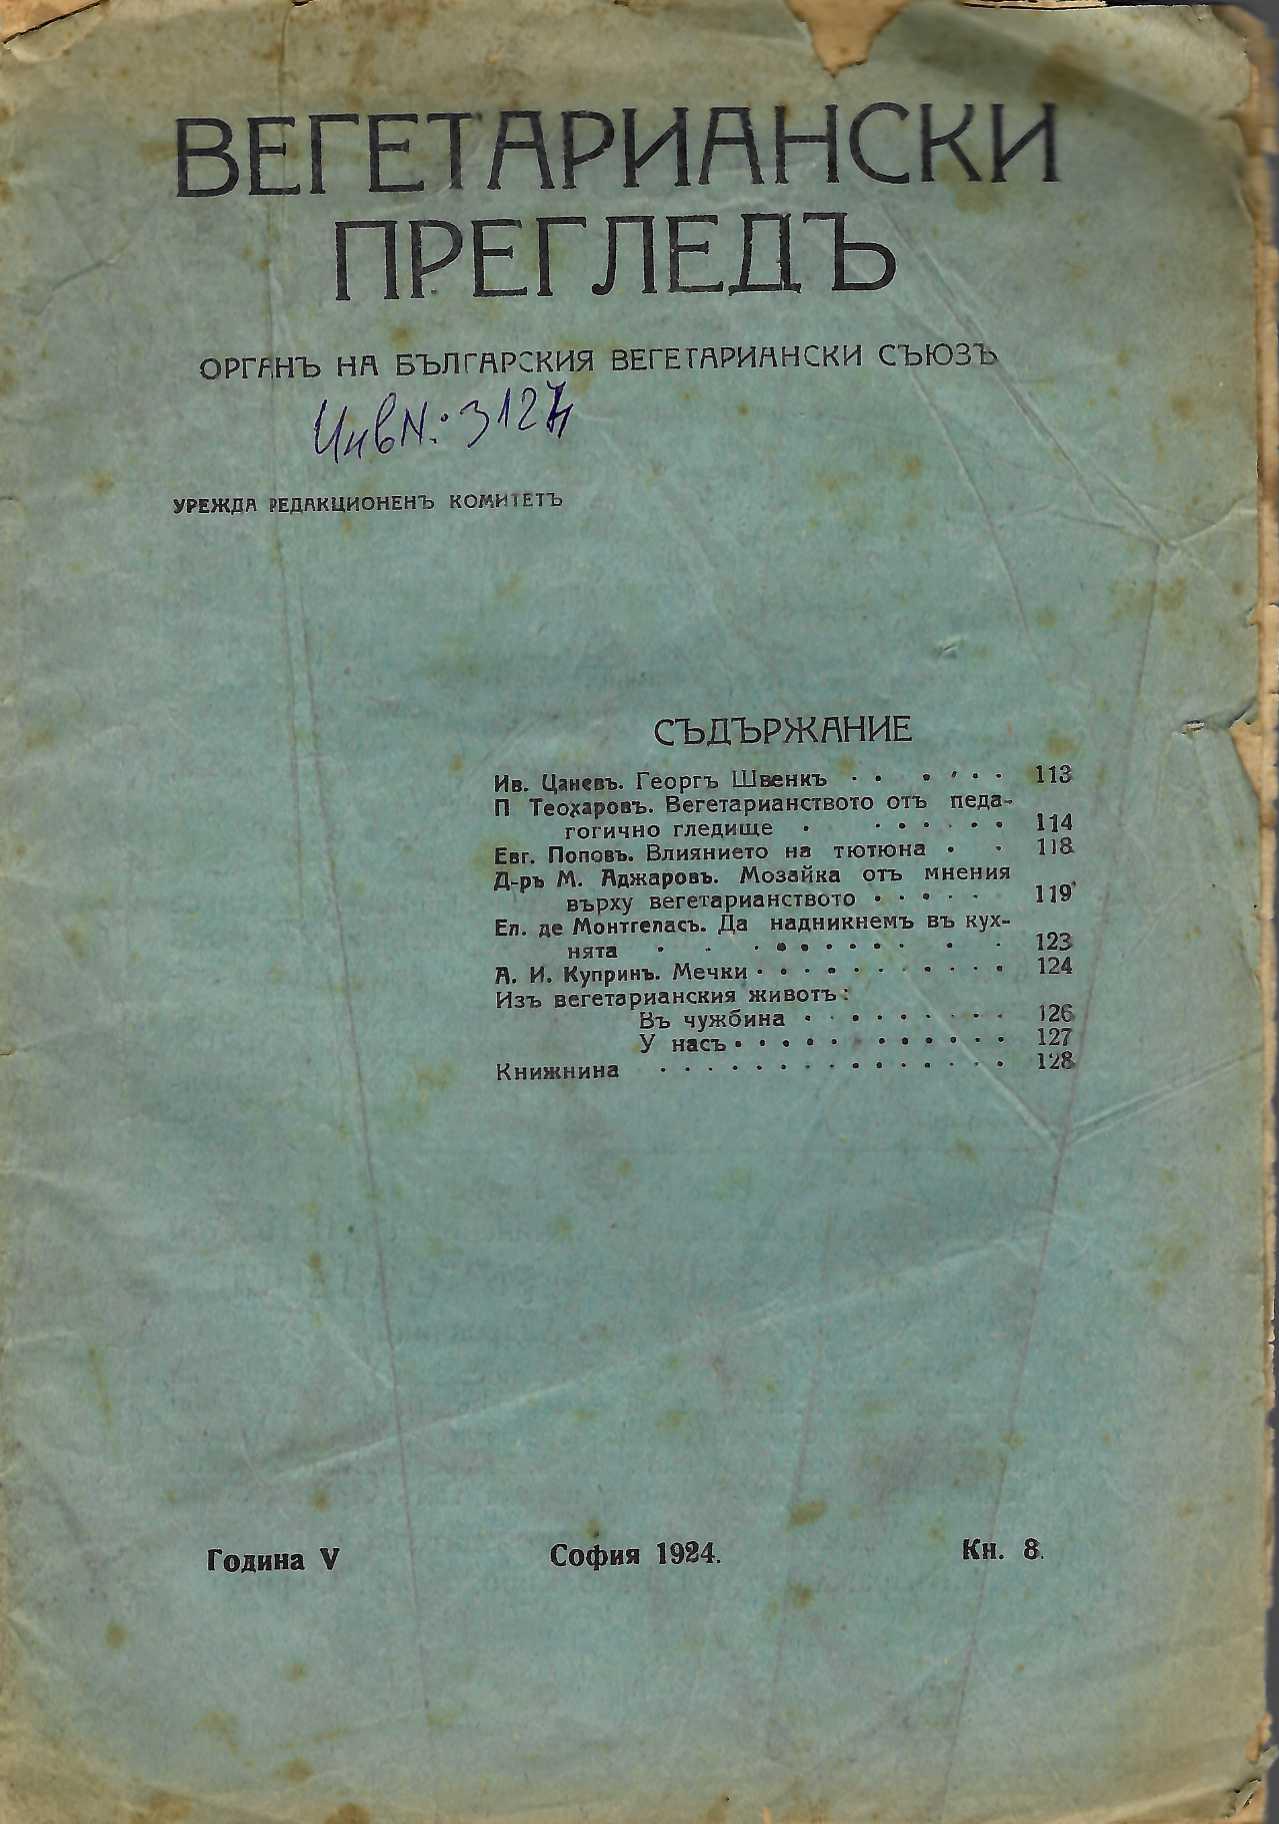 ВЕГЕТАРИАНСКИ
ПРЕГЛЕДЪ
ОРГАНЪ НА БЪЛГАРСКИЯ ВЕГЕТАРИАНСКИ СЪЮЗЪ
Инв №: 3127
УРЕЖДА РЕДАКЦИОНЕНЪ КОМИТЕТЪ
СЪДЪРЖАНИЕ
Ив. Цаневъ. Георгъ Швенкъ 113
П Теохаровъ. Вегетарианството отъ педа-
гогично гледище 114
Евг. Поповъ. Влиянието на тютюна 118
Д-ръ М. Аджаровъ. Мозайка отъ мнения
върху вегетарианството 119
Ел. де Монтгеласъ. Да надникнемъ въ кух-
нята 123
А. И. Купринъ. Мечки 124
Изъ вегетарианския животъ:
Въ чужбина 126
У насъ 127
Книжнина 128
Година V София 1924. Кн. 8.